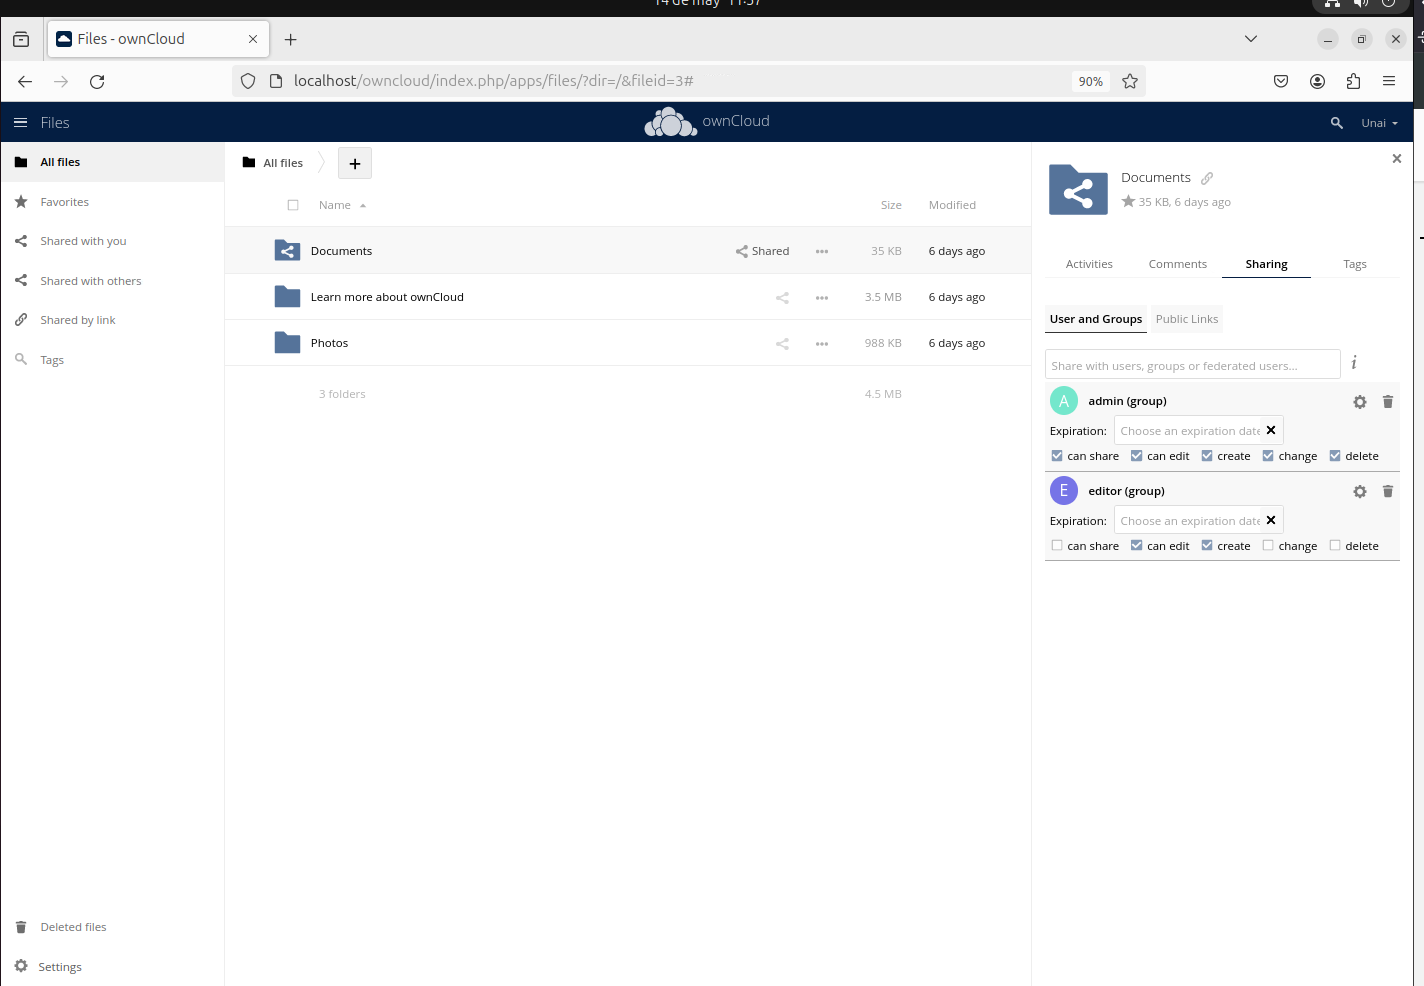 14 de may 11:57
Files - ownCloud
localhost/owncloud/index.php/apps/files/?dir=/&fileid=3#
90%
Files
ownCloud
Unai
All files
Favorites
Shared with you
Shared with others
Shared by link
Tags
Deleted files
Settings
All files
+
Name
Size
Modified
Documents
Shared
35 KB
6 days ago
Learn more about ownCloud
3.5 MB
6 days ago
Photos
988 KB
6 days ago
3 folders
4.5 MB
Documents
35 KB, 6 days ago
Activities
Comments
Sharing
Tags
User and Groups
Public Links
Share with users, groups or federated users...
i
A
admin (group)
Expiration:
Choose an expiration date
can share
can edit
create
change
delete
E
editor (group)
Expiration:
Choose an expiration date
can share
can edit
create
change
delete